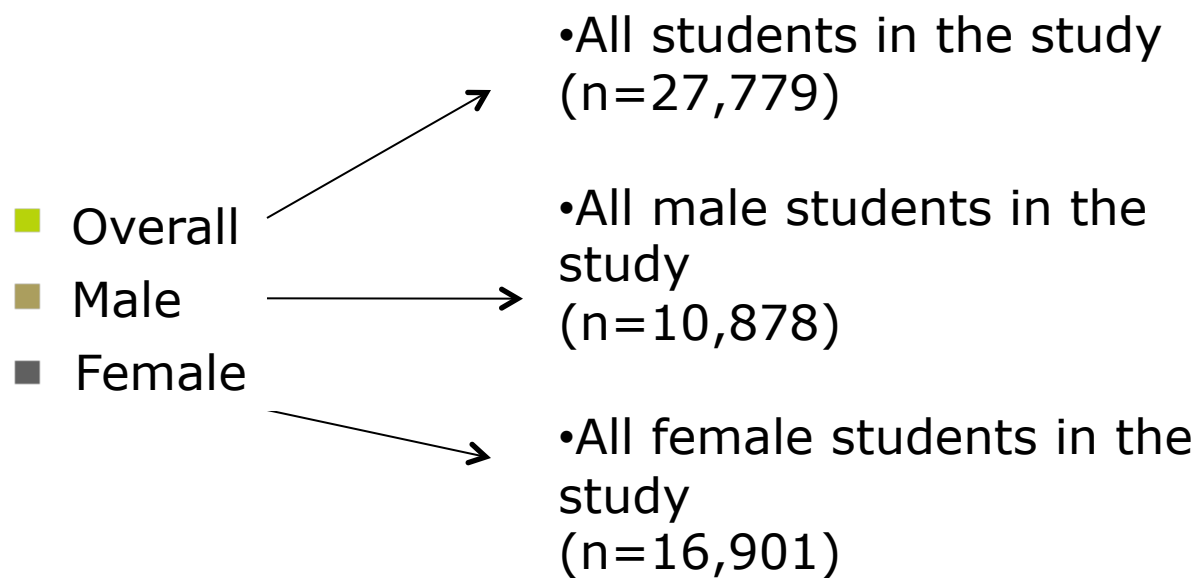 Overall
Male
Female
•All students in the study
(n=27,779)
•All male students in the
study
(n=10,878)
•All female students in the
study
(n=16,901)